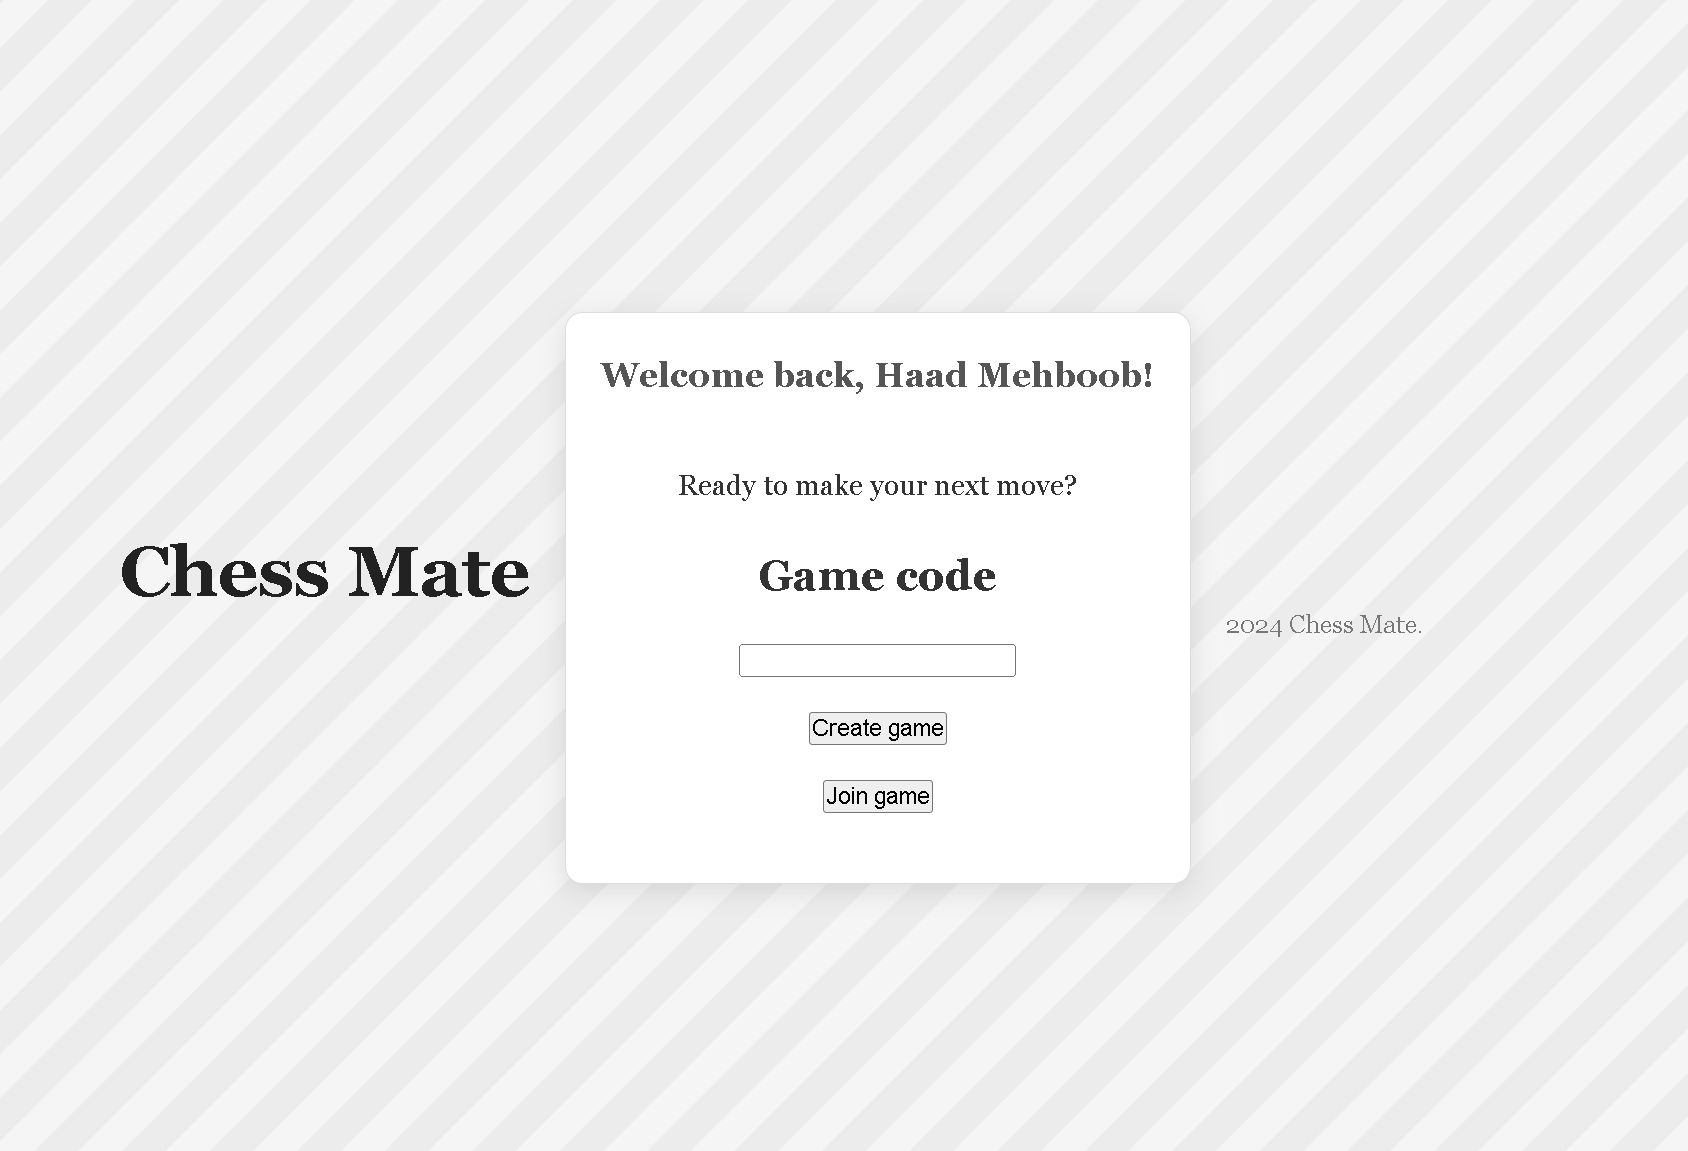 Chess Mate
Welcome back, Haad Mehboob!
Ready to make your next move?
Game code
Create game
Join game
2024 Chess Mate.